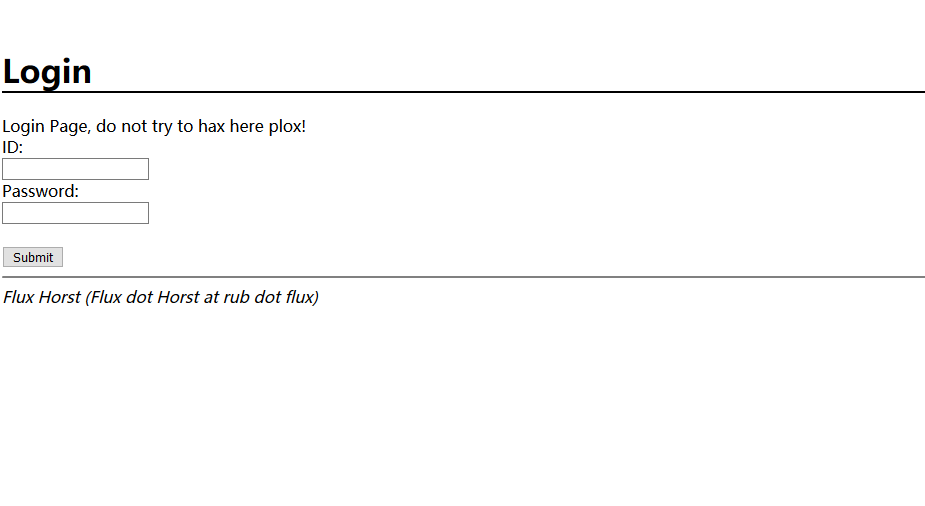 Login
Login Page, do not try to hax here plox!
ID:
Password:
Submit
Flux Horst (Flux dot Horst at rub dot flux)